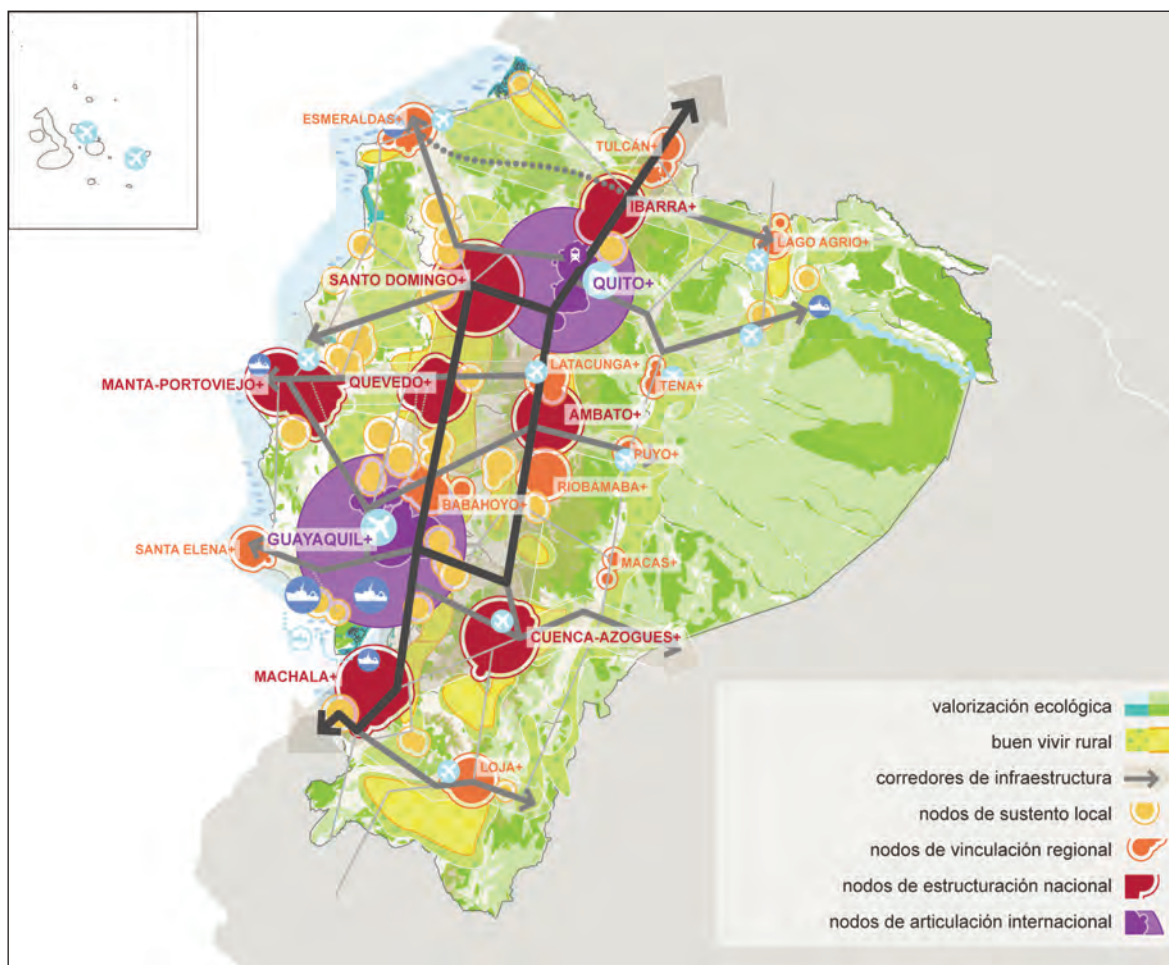 ESMERALDAS+
TULCÁN+
IBARRA+
LAGO AGRIO+
SANTO DOMINGO+
QUITO+
MANTA-PORTOVIEJO+
QUEVEDO+
LATACUNGA+
TENA+
AMBATO+
PUYO+
RIOBAMABA+
BABAHOYO+
GUAYAQUIL+
SANTA ELENA+
MACAS+
CUENCA-AZOGUES+
MACHALA+
LOJA+
valorización ecológica
buen vivir rural
corredores de infraestructura
nodos de sustento local
nodos de vinculación regional
nodos de estructuración nacional
nodos de articulación internacional